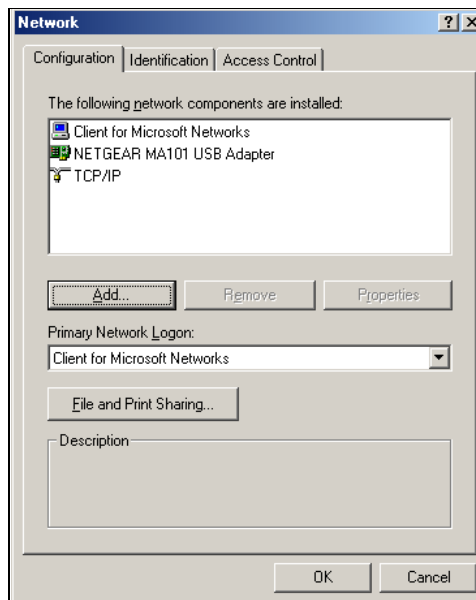 Network
Configuration Identification Access Control
The following network components are installed:
Client for Microsoft Networks
NETGEAR MA101 USB Adapter
TCP/IP
Add... Remove Properties
Primary Network Logon:
Client for Microsoft Networks
File and Print Sharing...
Description
OK Cancel